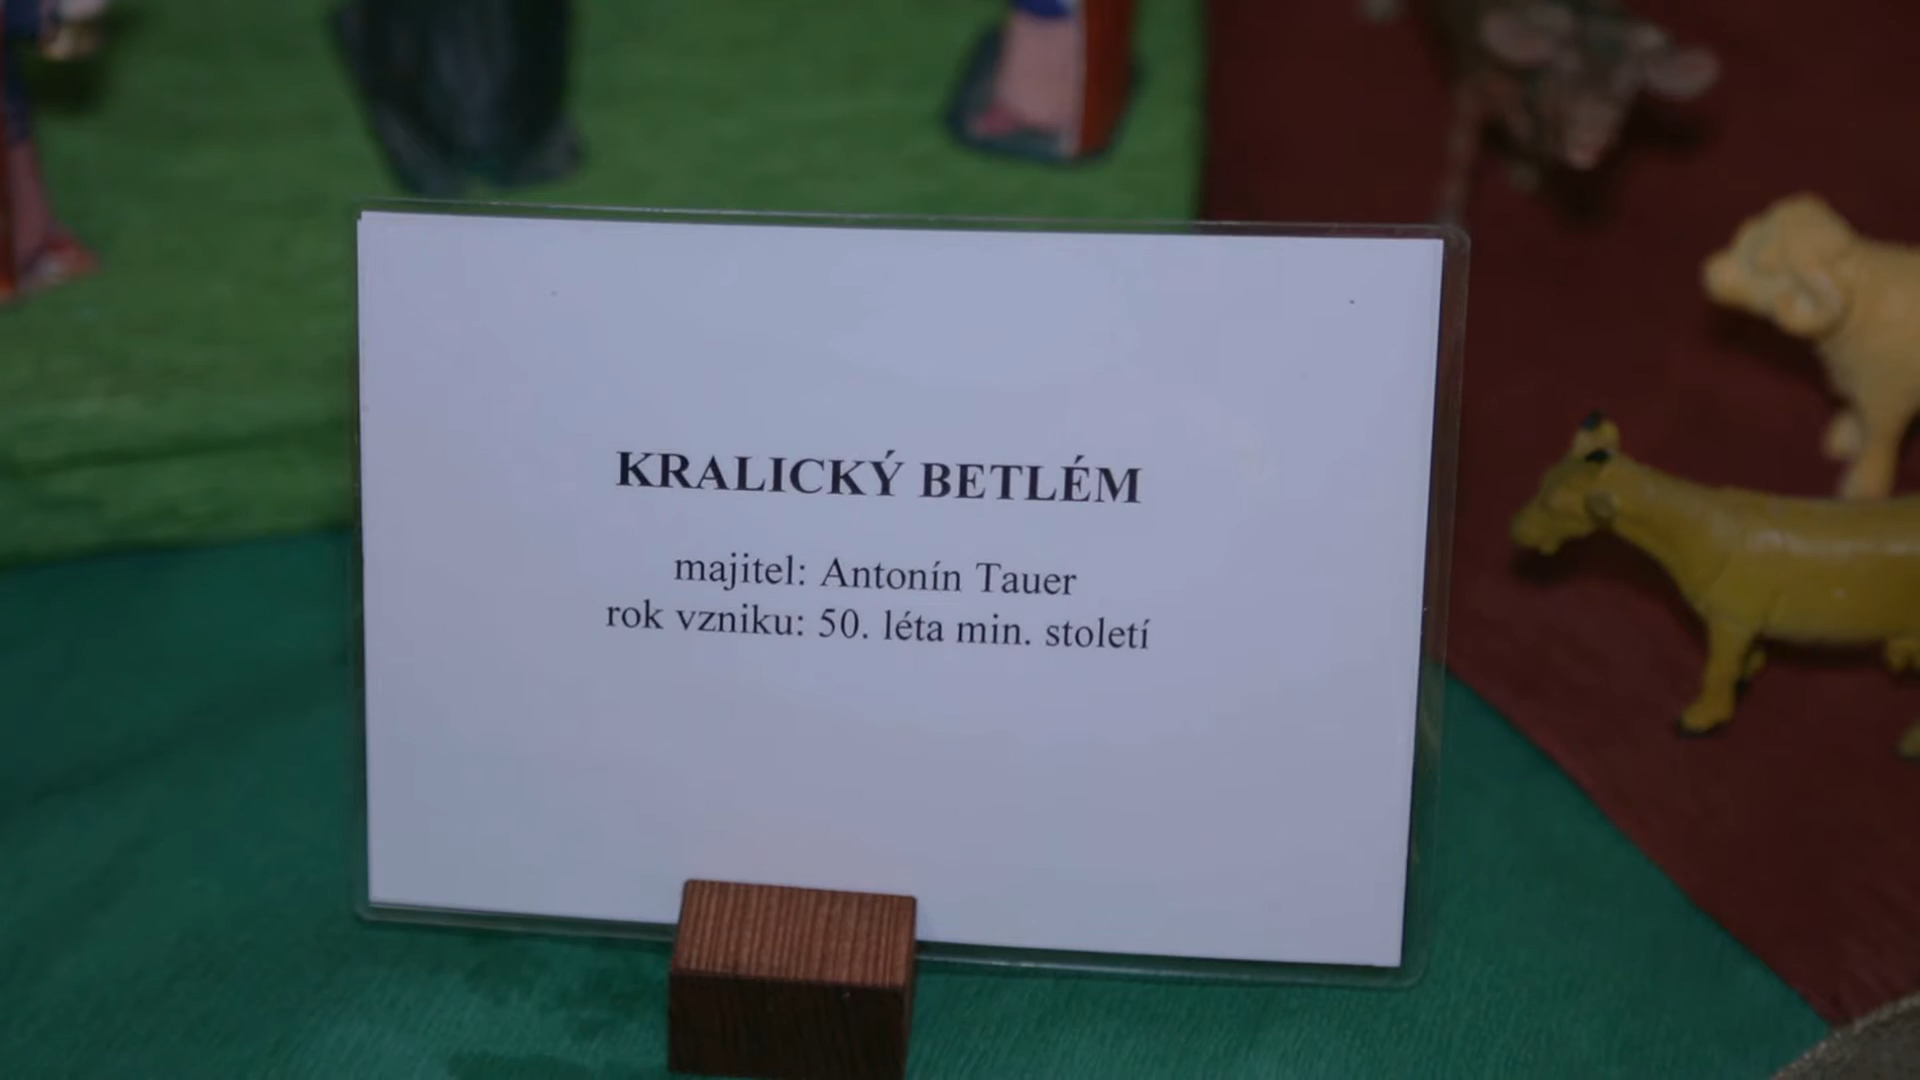 KRALICKÝ BETLÉM
majitel: Antonín Tauer
rok vzniku: 50. léta min. století